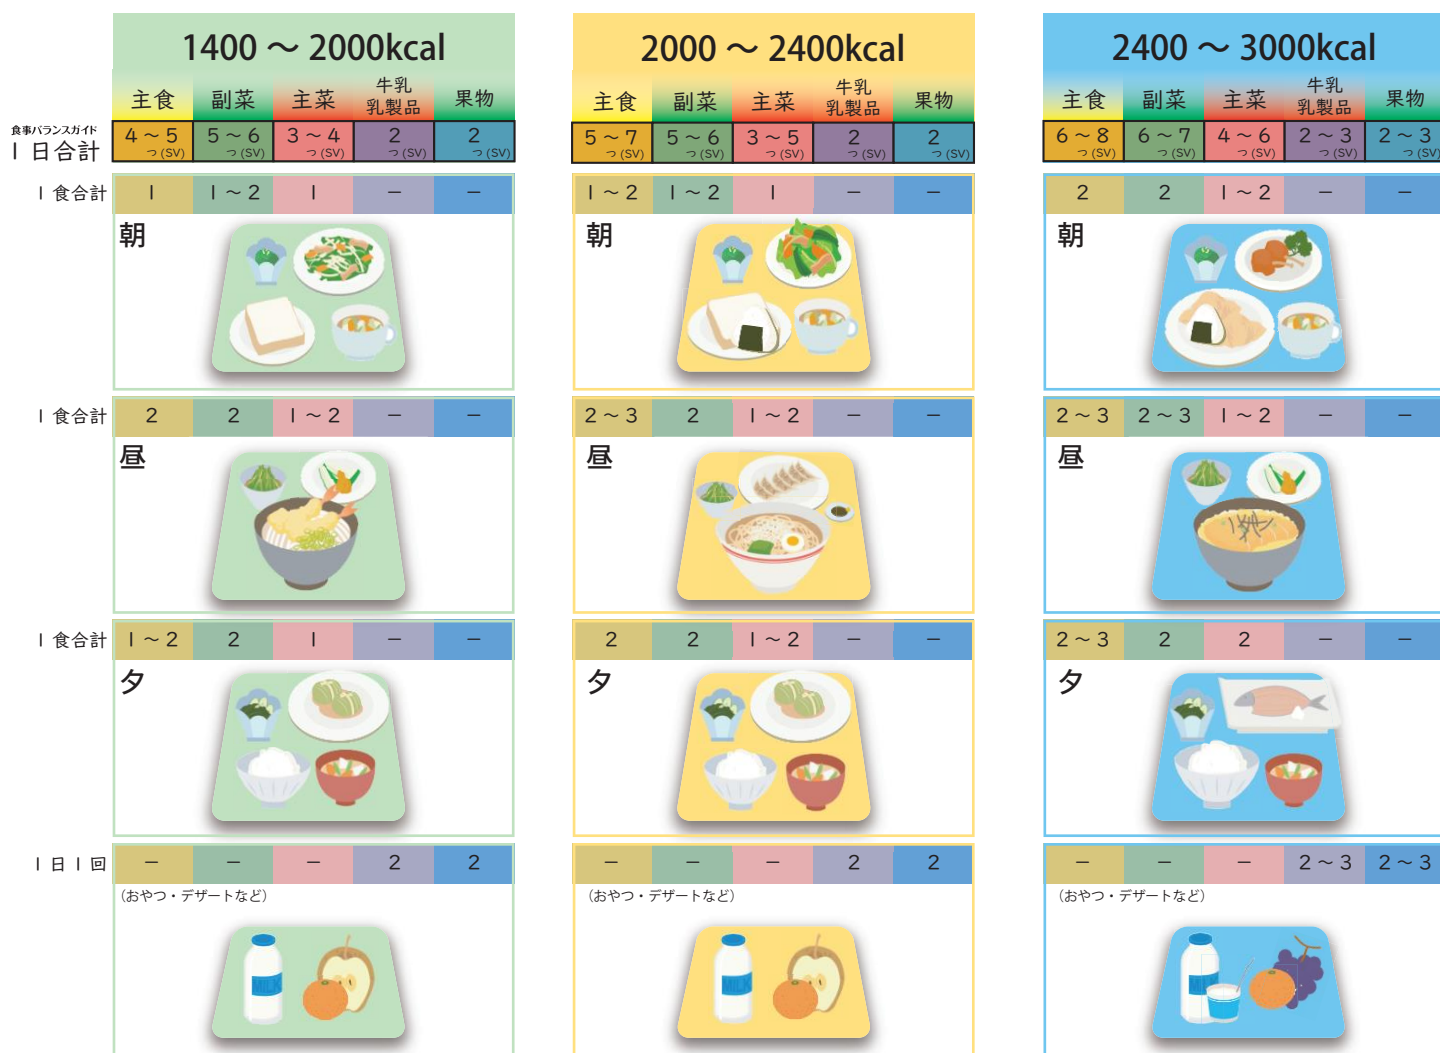 1400 ～ 2000kcal 2000 ～ 2400kcal 2400 ～ 3000kcal
主食 副菜 主菜 牛乳 乳製品 果物 主食 副菜 主菜 牛乳 乳製品 果物 主食 副菜 主菜 牛乳 乳製品 果物
食事バランスガイド
1日合計 4～5つ(SV) 5～6つ(SV) 3～4つ(SV) 2つ(SV) 2つ(SV) 5～7つ(SV) 5～6つ(SV) 3～5つ(SV) 2つ(SV) 2つ(SV) 6～8つ(SV) 6～7つ(SV) 4～6つ(SV) 2～3つ(SV) 2～3つ(SV)
1食合計 1 1～2 1 － － 1～2 1～2 1 － － 2 2 1～2 － －
朝 朝 朝
1食合計 2 2 1～2 － － 2～3 2 1～2 － － 2～3 2～3 1～2 － －
昼 昼 昼
1食合計 1～2 2 1 － － 2 2 1～2 － － 2～3 2 2 － －
夕 夕 夕
1日1回 － － － 2 2 － － － 2 2 － － － 2～3 2～3
(おやつ・デザートなど) (おやつ・デザートなど) (おやつ・デザートなど)
MILK MILK MILK